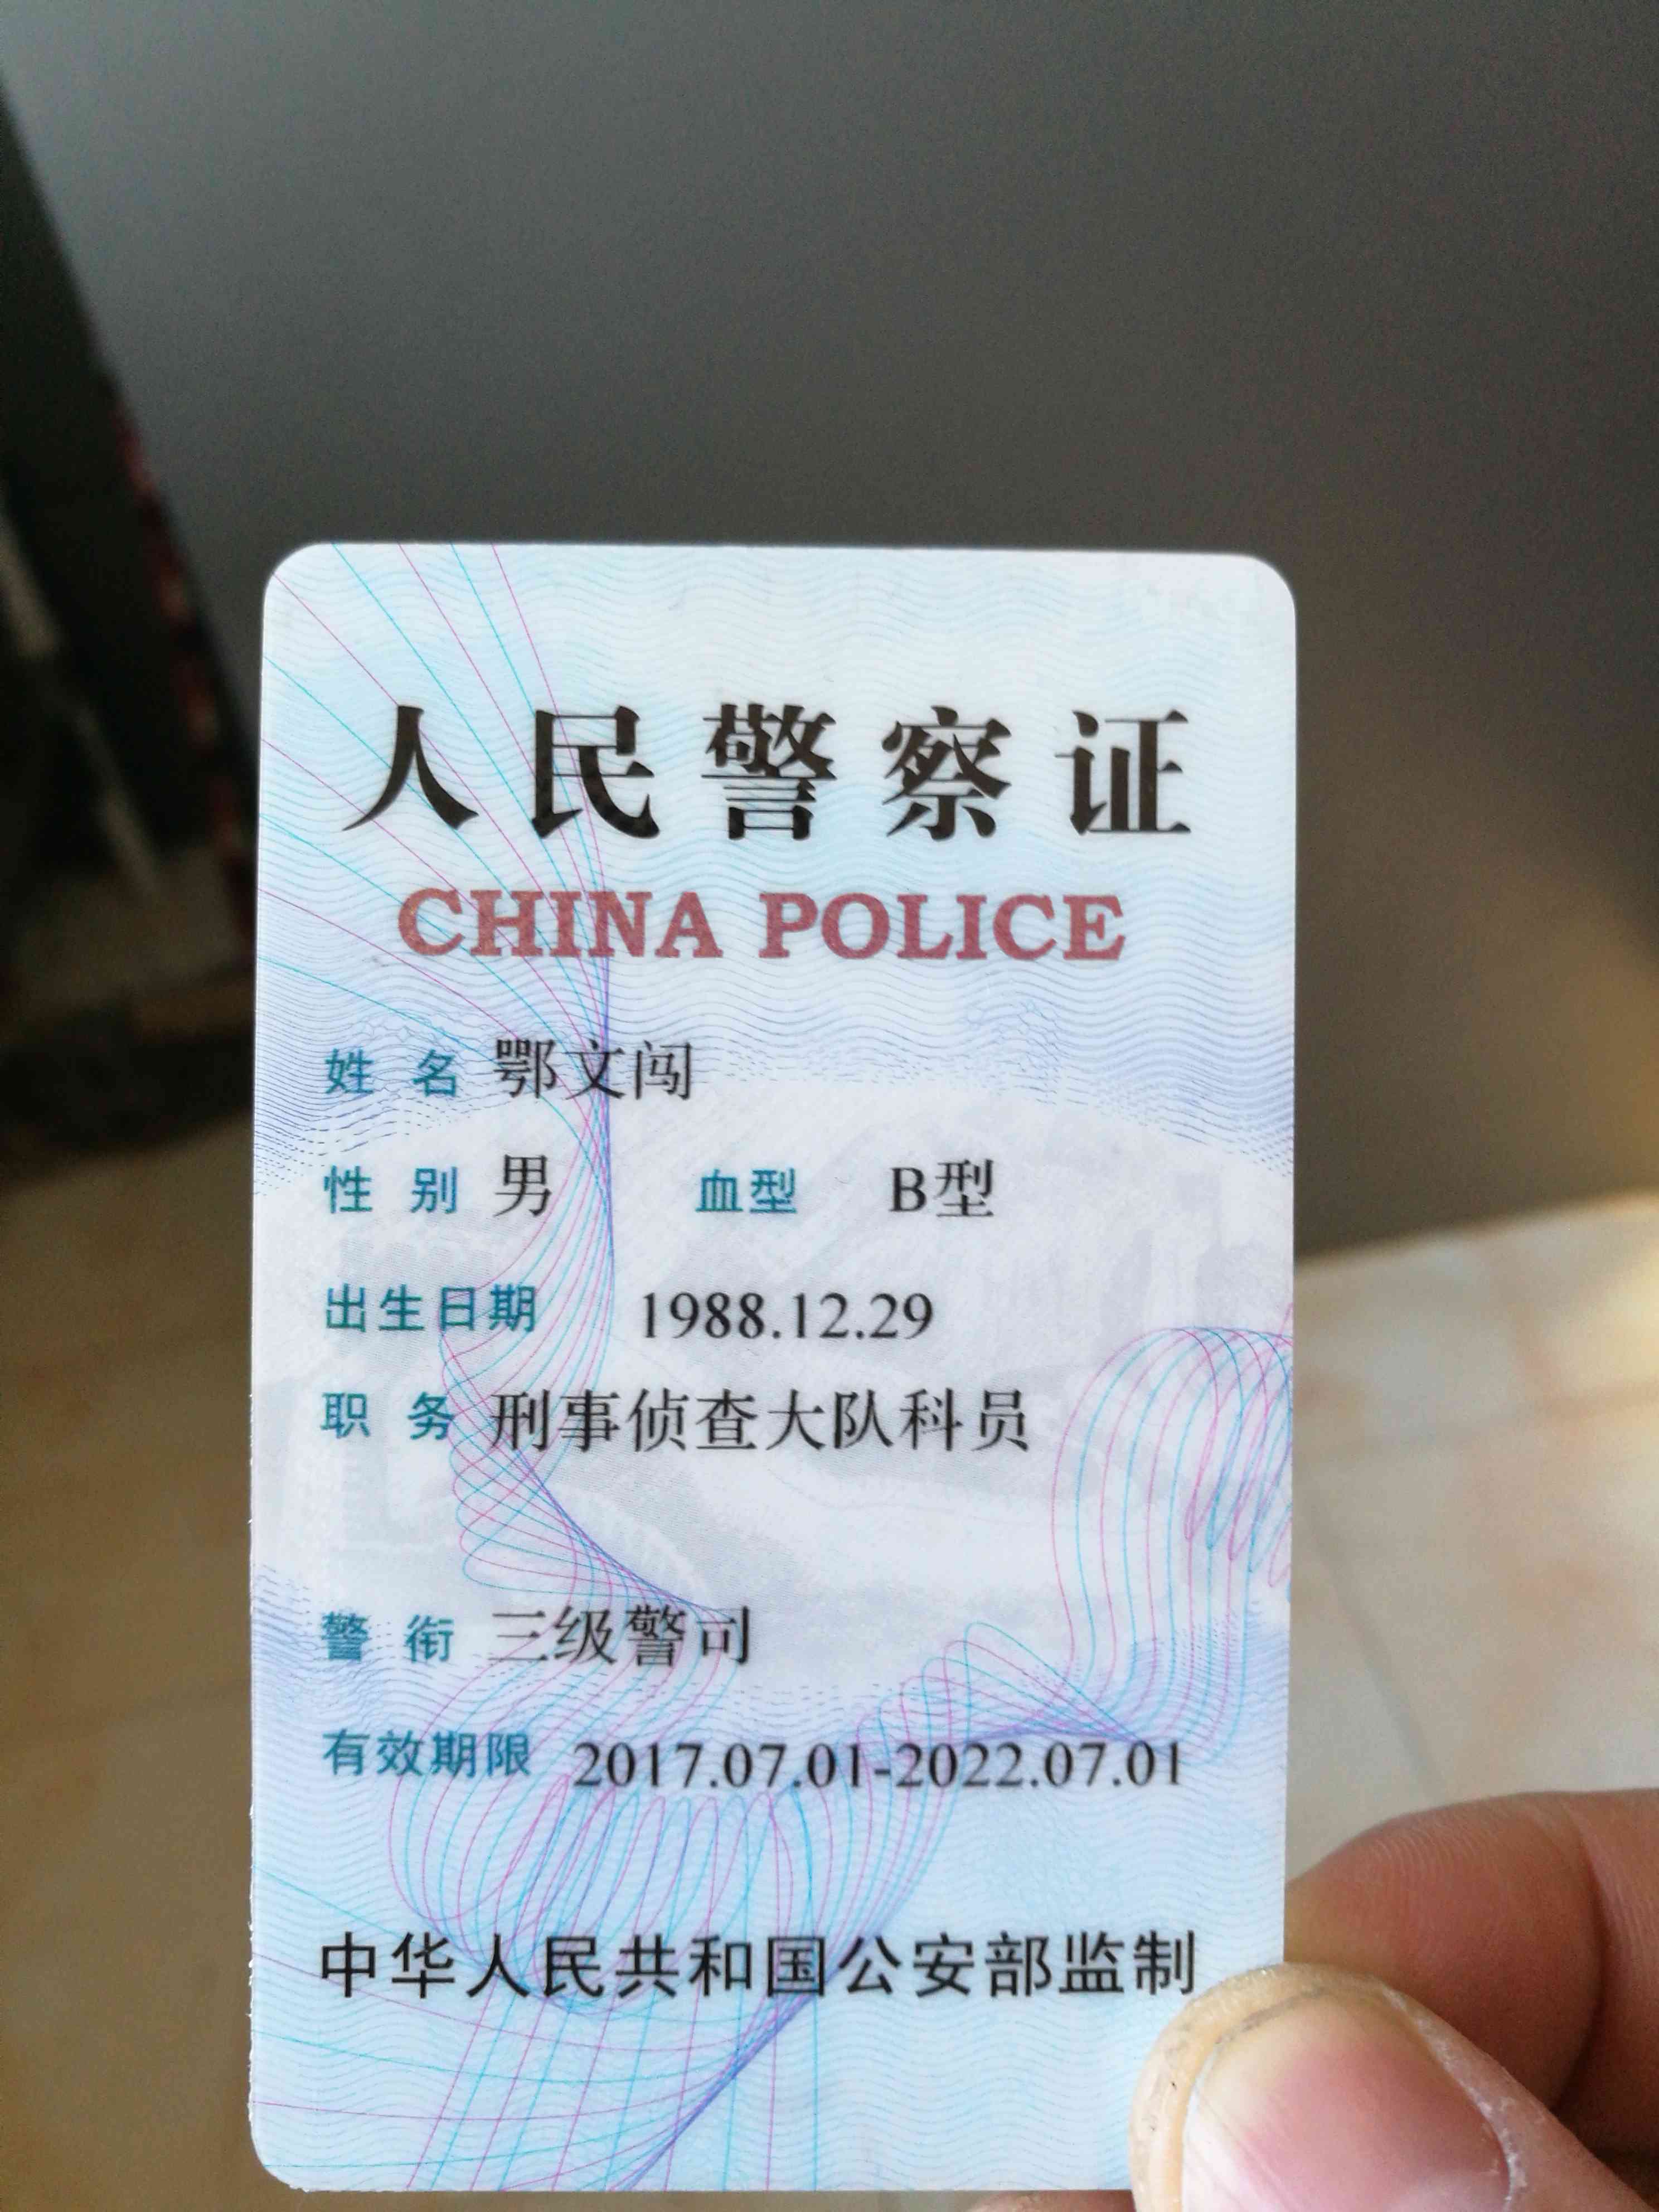 人民警察证
CHINA POLICE
姓名 鄂文闯
性别 男 血型 B型
出生日期 1988.12.29
职务 刑事侦查大队科员
警衔 三级警司
有效期限 2017.07.01-2022.07.01
中华人民共和国公安部监制